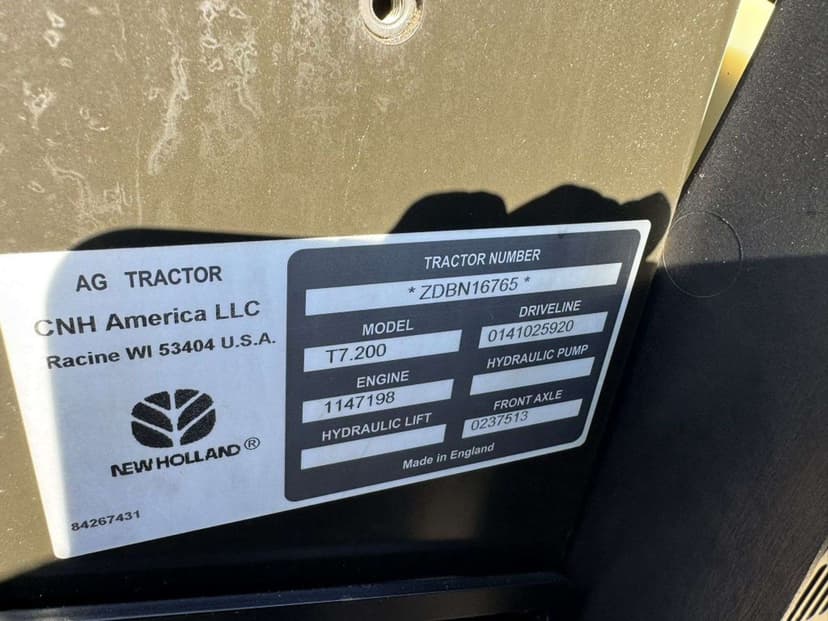 AG TRACTOR
CNH America LLC
Racine WI 53404 U.S.A.
NEW HOLLAND®
84267431
TRACTOR NUMBER
*ZDBN16765*
MODEL
T7.200
DRIVELINE
0141025920
ENGINE
1147198
HYDRAULIC PUMP
HYDRAULIC LIFT
FRONT AXLE
0237513
Made in England